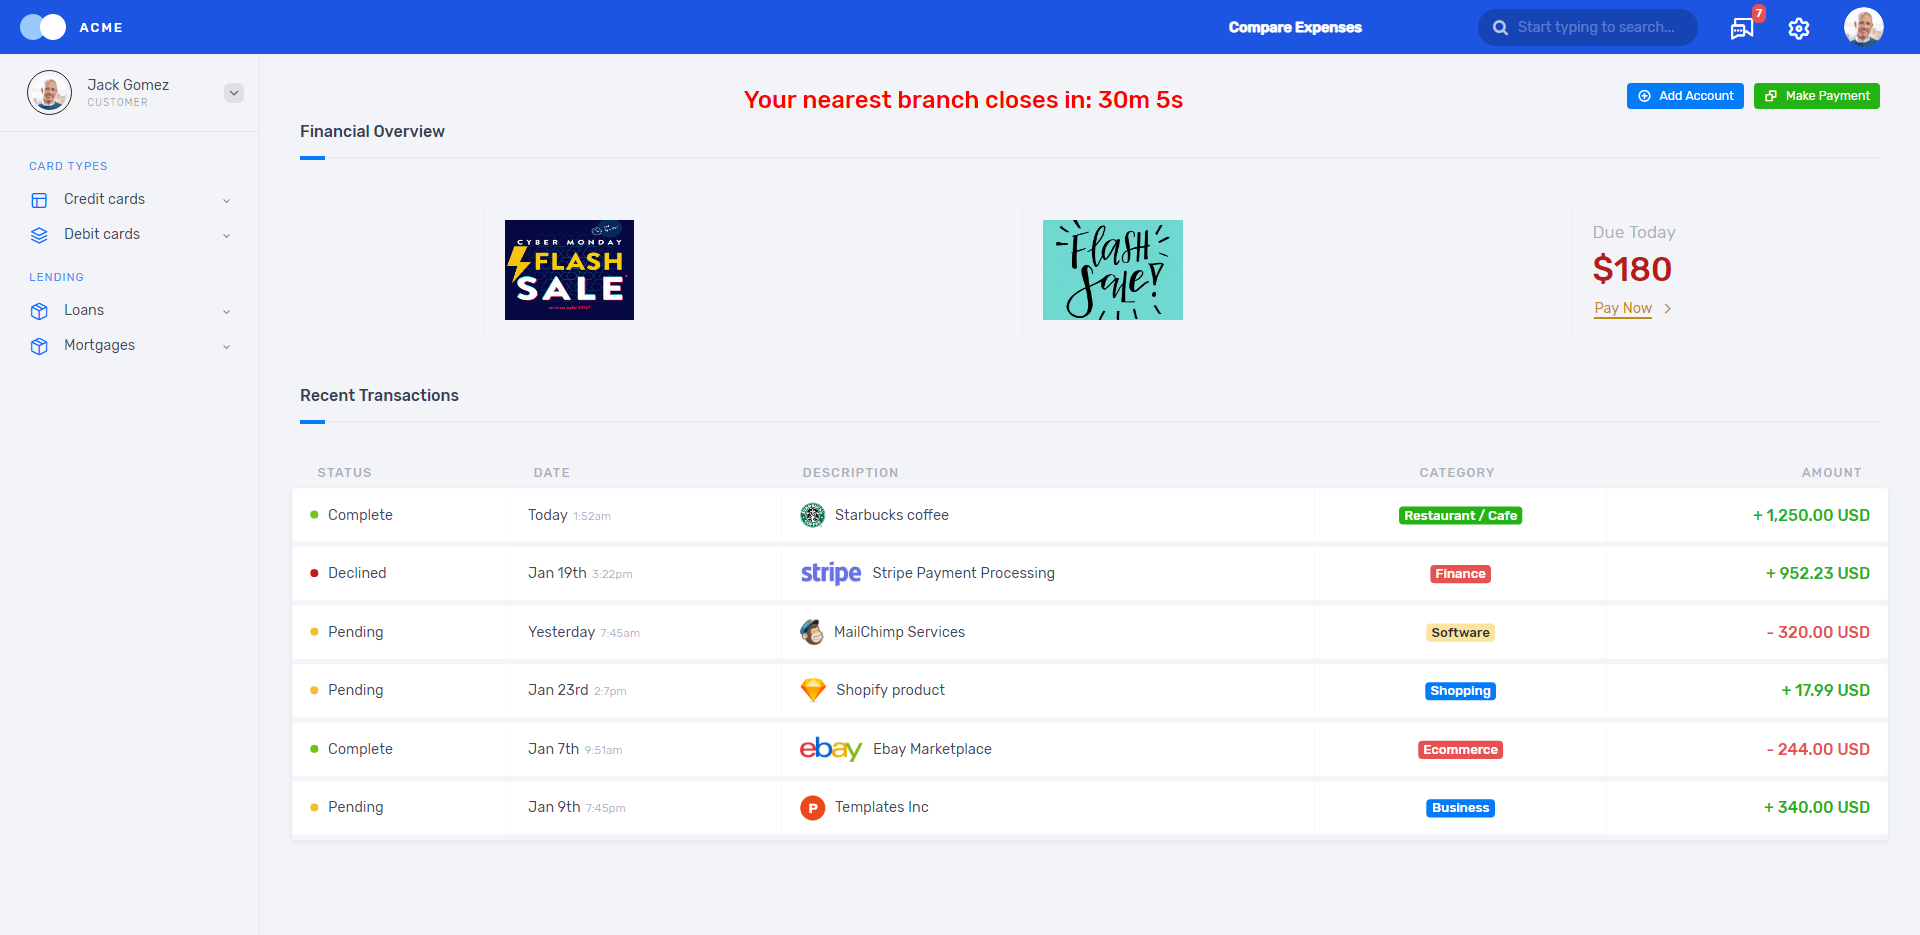 ACME
Compare Expenses
Start typing to search...
7
Jack Gomez
CUSTOMER
Your nearest branch closes in: 30m 5s
Add Account
Make Payment
Financial Overview
CARD TYPES
Credit cards
Debit cards
LENDING
Loans
Mortgages
CYBER MONDAY
FLASH
SALE
Flash
Sale!
Due Today
$180
Pay Now
Recent Transactions
STATUS DATE DESCRIPTION CATEGORY AMOUNT
Complete Today 1:52am Starbucks coffee Restaurant / Cafe + 1,250.00 USD
Declined Jan 19th 3:22pm stripe Stripe Payment Processing Finance + 952.23 USD
Pending Yesterday 7:45am MailChimp Services Software - 320.00 USD
Pending Jan 23rd 2:7pm Shopify product Shopping + 17.99 USD
Complete Jan 7th 9:51am ebay Ebay Marketplace Ecommerce - 244.00 USD
Pending Jan 9th 7:45pm P Templates Inc Business + 340.00 USD